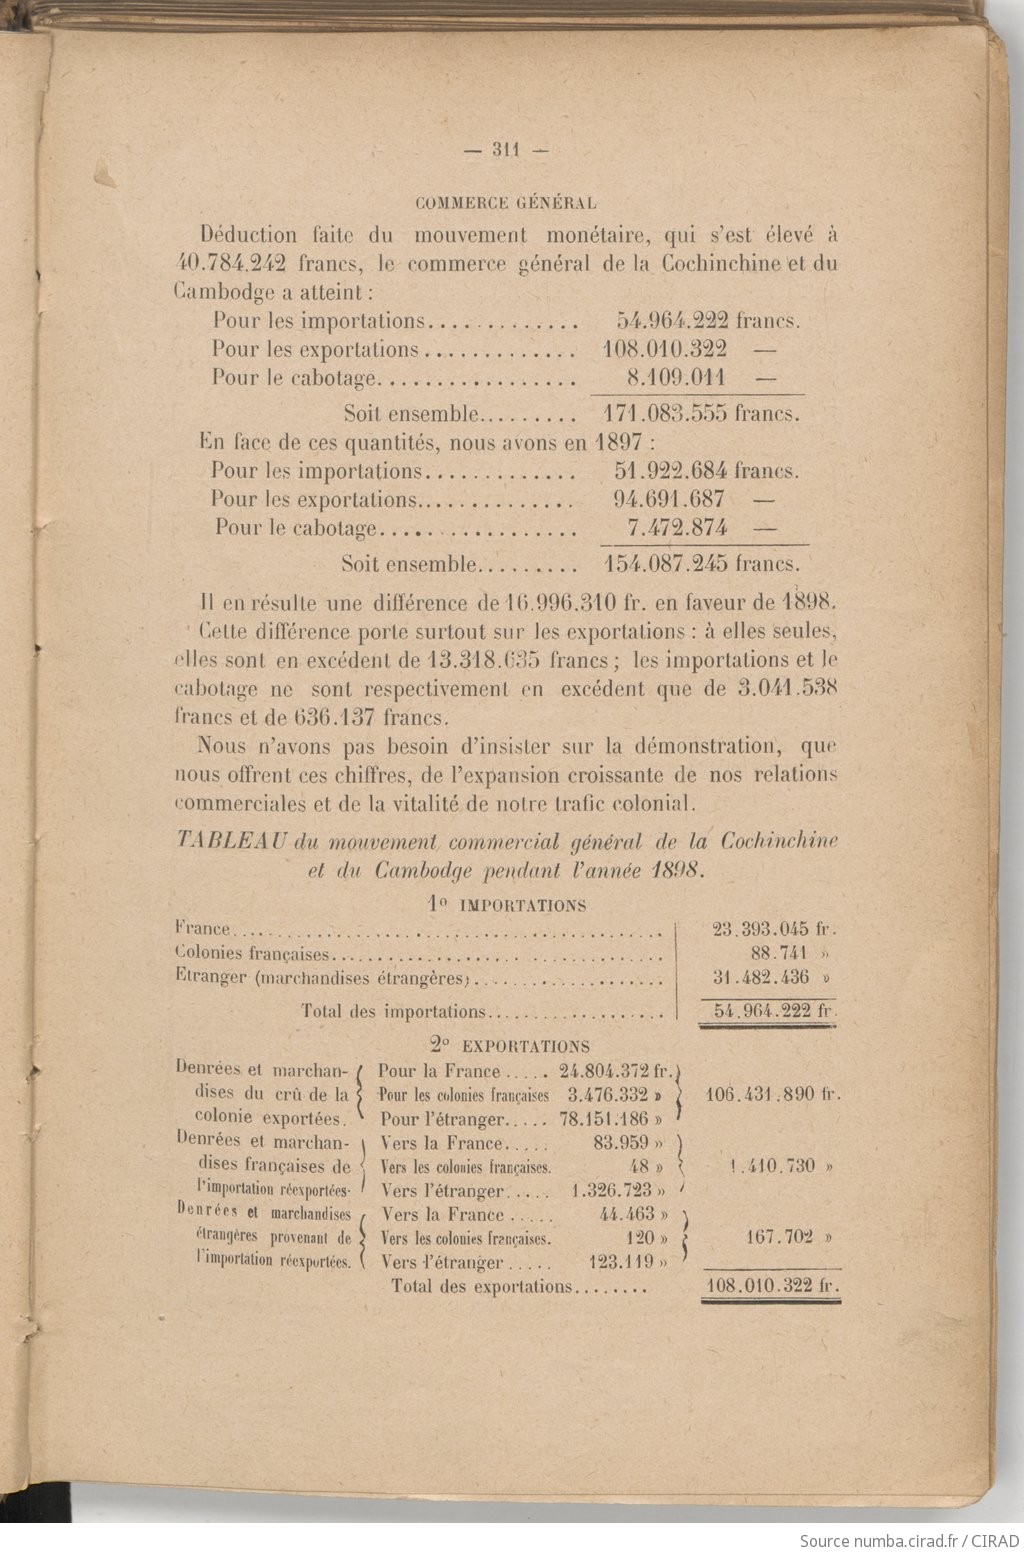 — 311 —
COMMERCE GÉNÉRAL
Déduction faite du mouvement monétaire, qui s'est élevé à
40.784.242 francs, le commerce général de la Cochinchine et du
Cambodge a atteint :
Pour les importations............. 54.964.222 francs.
Pour les exportations ............. 108.010.322 —
Pour le cabotage.................. 8.109.011 —
Soit ensemble......... 171.083.555 francs.
En face de ces quantités, nous avons en 1897 :
Pour les importations............. 51.922.684 francs.
Pour les exportations.............. 94.691.687 —
Pour le cabotage.................. 7.472.874 —
Soit ensemble......... 154.087.245 francs.
Il en résulte une différence de 16.996.310 fr. en faveur de 1898.
Cette différence porte surtout sur les exportations : à elles seules,
elles sont en excédent de 13.318.635 francs ; les importations et le
cabotage ne sont respectivement en excédent que de 3.041.538
francs et de 636.137 francs.
Nous n'avons pas besoin d'insister sur la démonstration, que
nous offrent ces chiffres, de l'expansion croissante de nos relations
commerciales et de la vitalité de notre trafic colonial.
TABLEAU du mouvement commercial général de la Cochinchine
et du Cambodge pendant l'année 1898.
1º IMPORTATIONS
France............................................ 23.393.045 fr.
Colonies françaises.................................. 88.741 »
Etranger (marchandises étrangères).................... 31.482.436 »
Total des importations................... 54.964.222 fr.
2º EXPORTATIONS
Denrées et marchan- { Pour la France ..... 24.804.372 fr. }
dises du crû de la { Pour les colonies françaises 3.476.332 » } 106.431.890 fr.
colonie exportées. { Pour l'étranger..... 78.151.186 » }
Denrées et marchan- { Vers la France..... 83.959 » }
dises françaises de { Vers les colonies françaises. 48 » } 1.410.730 »
l'importation réexportées. { Vers l'étranger..... 1.326.723 » }
Denrées et marchandises { Vers la France ..... 44.463 » }
étrangères provenant de { Vers les colonies françaises. 120 » } 167.702 »
l'importation réexportées. { Vers l'étranger ..... 123.119 » }
Total des exportations........ 108.010.322 fr.
Source numba.cirad.fr / CIRAD